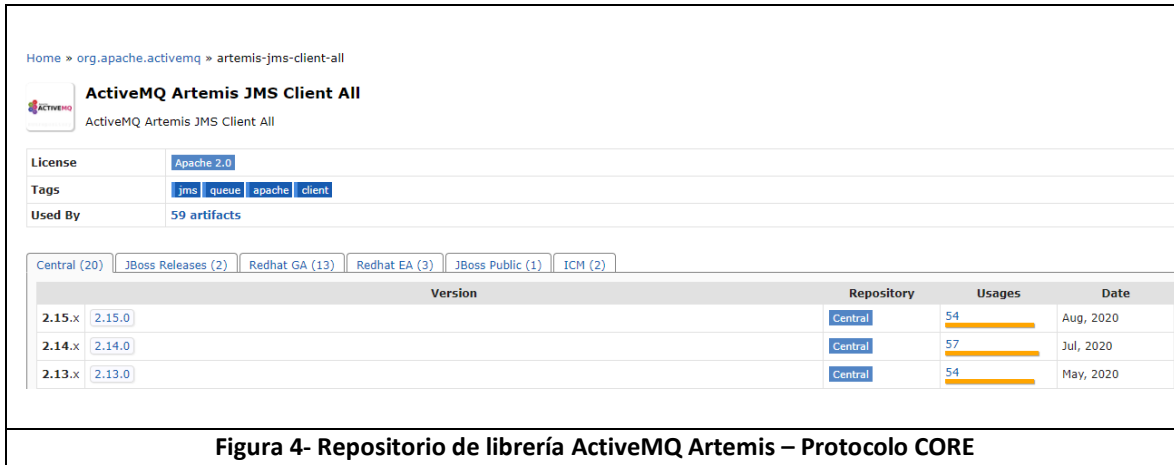 Home » org.apache.activemq » artemis-jms-client-all
ACTIVEMQ
ActiveMQ Artemis JMS Client All
ActiveMQ Artemis JMS Client All
License Apache 2.0
Tags jms queue apache client
Used By 59 artifacts
Central (20) JBoss Releases (2) Redhat GA (13) Redhat EA (3) JBoss Public (1) ICM (2)
Version Repository Usages Date
2.15.x 2.15.0 Central 54 Aug, 2020
2.14.x 2.14.0 Central 57 Jul, 2020
2.13.x 2.13.0 Central 54 May, 2020
Figura 4- Repositorio de librería ActiveMQ Artemis – Protocolo CORE